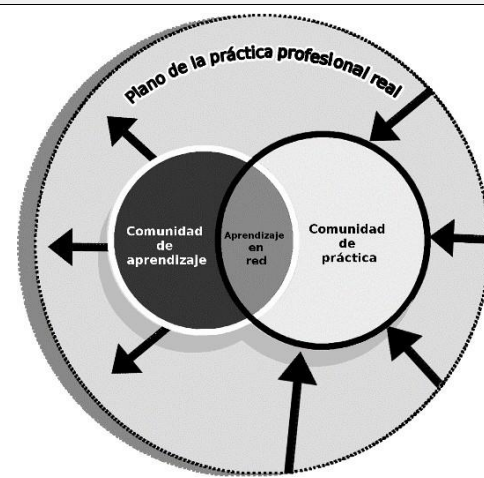 Plano de la práctica profesional real
Comunidad
de
aprendizaje
Aprendizaje
en
red
Comunidad
de
práctica